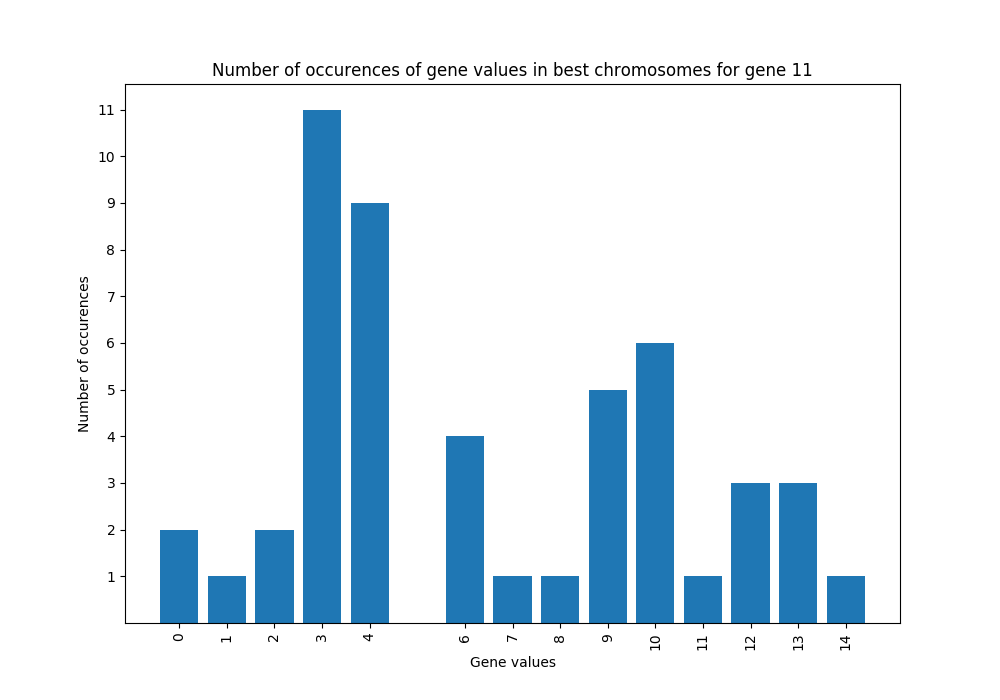 Number of occurences of gene values in best chromosomes for gene 11
11
10
9
8
7
6
5
4
3
2
1
Number of occurences
0 1 2 3 4 6 7 8 9 10 11 12 13 14
Gene values